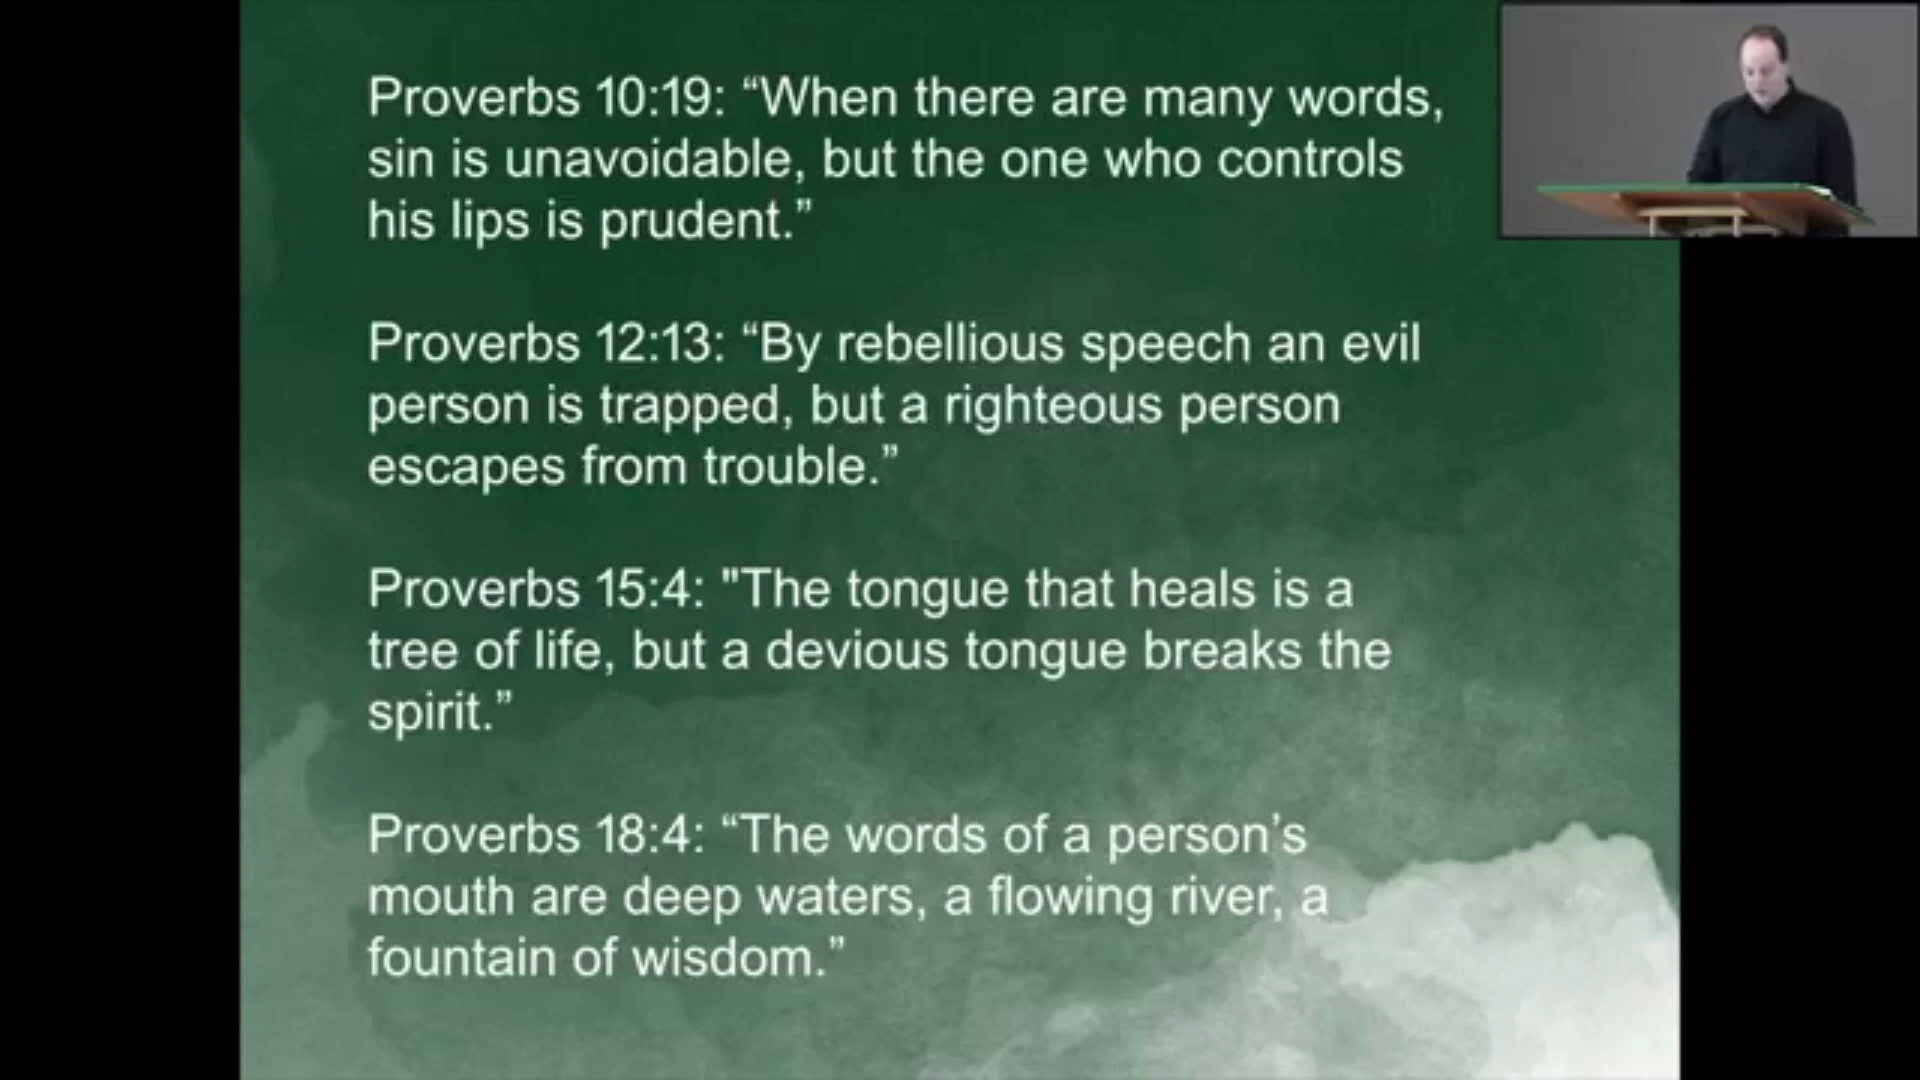 Proverbs 10:19: “When there are many words,
sin is unavoidable, but the one who controls
his lips is prudent.”
Proverbs 12:13: “By rebellious speech an evil
person is trapped, but a righteous person
escapes from trouble.”
Proverbs 15:4: "The tongue that heals is a
tree of life, but a devious tongue breaks the
spirit.”
Proverbs 18:4: “The words of a person’s
mouth are deep waters, a flowing river, a
fountain of wisdom.”